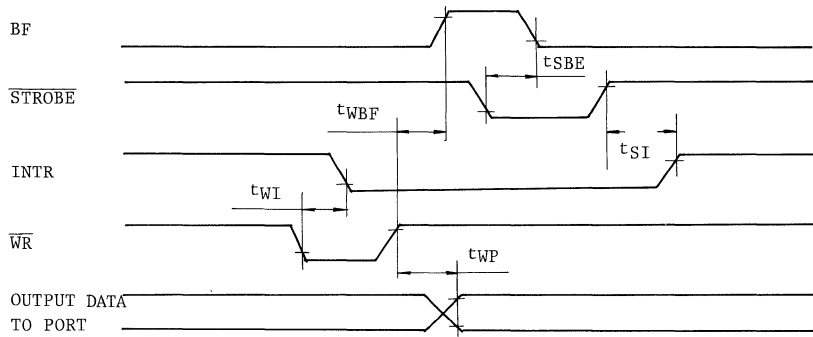 BF
tSBE
STROBE
tWBF
tSI
INTR
tWI
WR
tWP
OUTPUT DATA
TO PORT